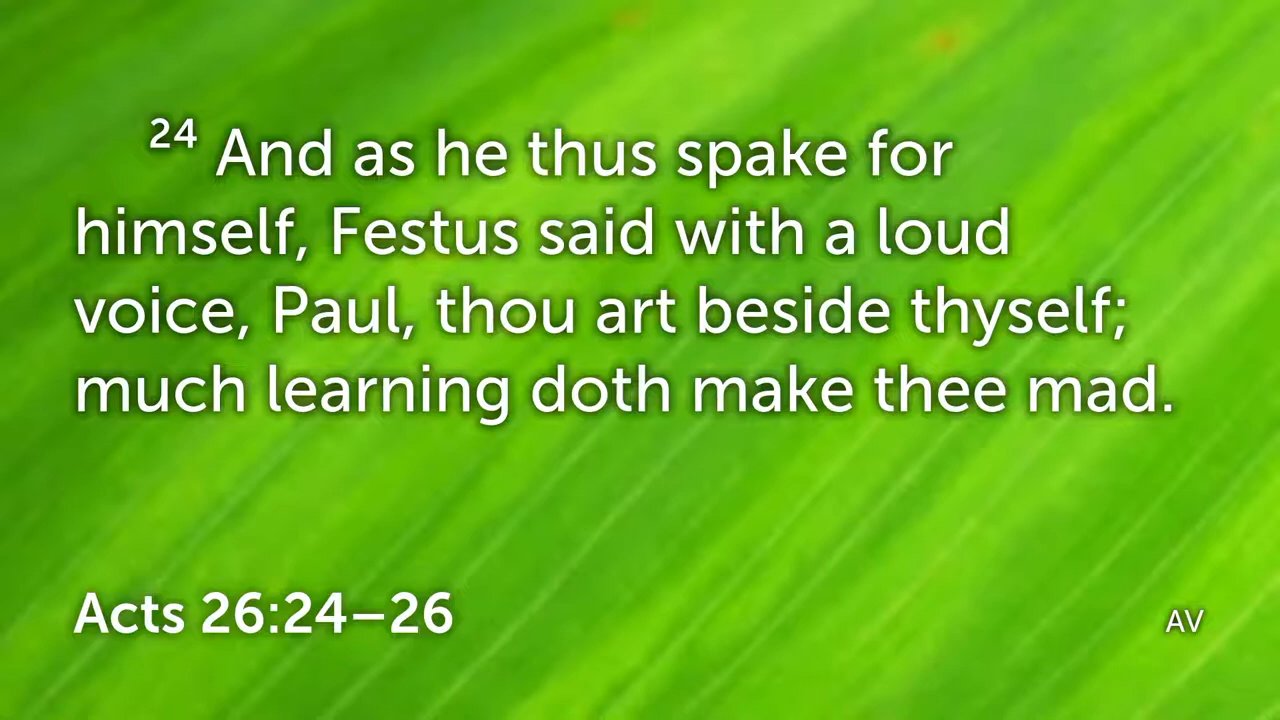 24 And as he thus spake for
himself, Festus said with a loud
voice, Paul, thou art beside thyself;
much learning doth make thee mad.
Acts 26:24–26
AV